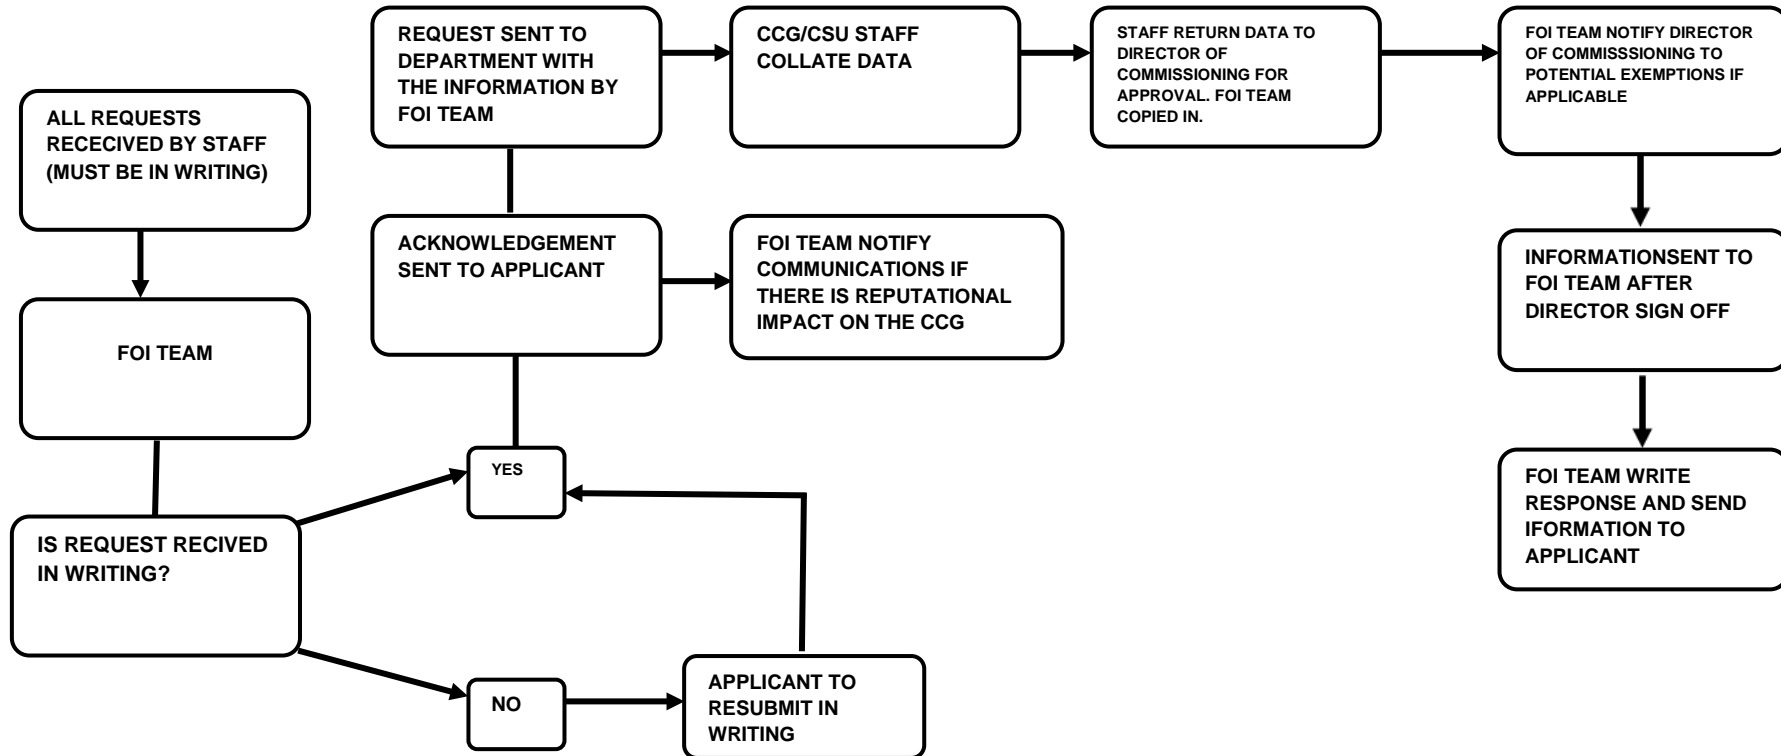 ALL REQUESTS
RECECIVED BY STAFF
(MUST BE IN WRITING)
FOI TEAM
IS REQUEST RECIVED
IN WRITING?
YES
NO
APPLICANT TO
RESUBMIT IN
WRITING
ACKNOWLEDGEMENT
SENT TO APPLICANT
FOI TEAM NOTIFY
COMMUNICATIONS IF
THERE IS REPUTATIONAL
IMPACT ON THE CCG
REQUEST SENT TO
DEPARTMENT WITH
THE INFORMATION BY
FOI TEAM
CCG/CSU STAFF
COLLATE DATA
STAFF RETURN DATA TO
DIRECTOR OF
COMMISSIONING FOR
APPROVAL. FOI TEAM
COPIED IN.
FOI TEAM NOTIFY DIRECTOR
OF COMMISSSIONING TO
POTENTIAL EXEMPTIONS IF
APPLICABLE
INFORMATIONSENT TO
FOI TEAM AFTER
DIRECTOR SIGN OFF
FOI TEAM WRITE
RESPONSE AND SEND
IFORMATION TO
APPLICANT